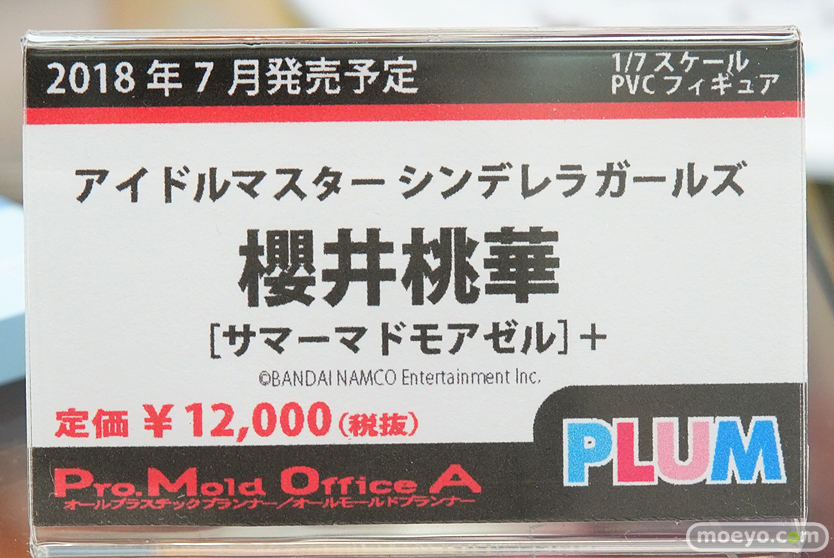 2018年7月発売予定
1/7スケール
PVCフィギュア
アイドルマスター シンデレラガールズ
櫻井桃華
[サマーマドモアゼル]+
©BANDAI NAMCO Entertainment Inc.
定価 ¥12,000(税抜)
PLUM
Pro.Mold Office A
オールプラスチックプランナー/オールモールドプランナー
moeyo.com